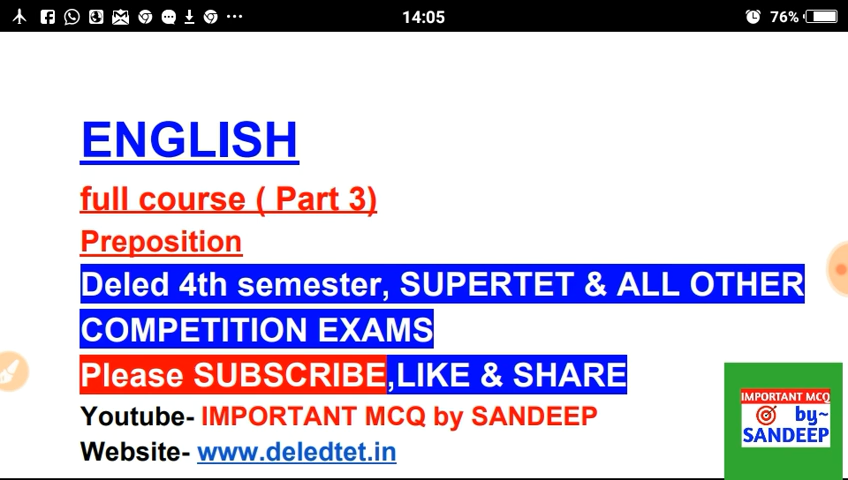 14:05
76%
ENGLISH
full course ( Part 3)
Preposition
Deled 4th semester, SUPERTET & ALL OTHER
COMPETITION EXAMS
Please SUBSCRIBE,LIKE & SHARE
Youtube- IMPORTANT MCQ by SANDEEP
Website- www.deledtet.in
IMPORTANT MCQ
by~
SANDEEP